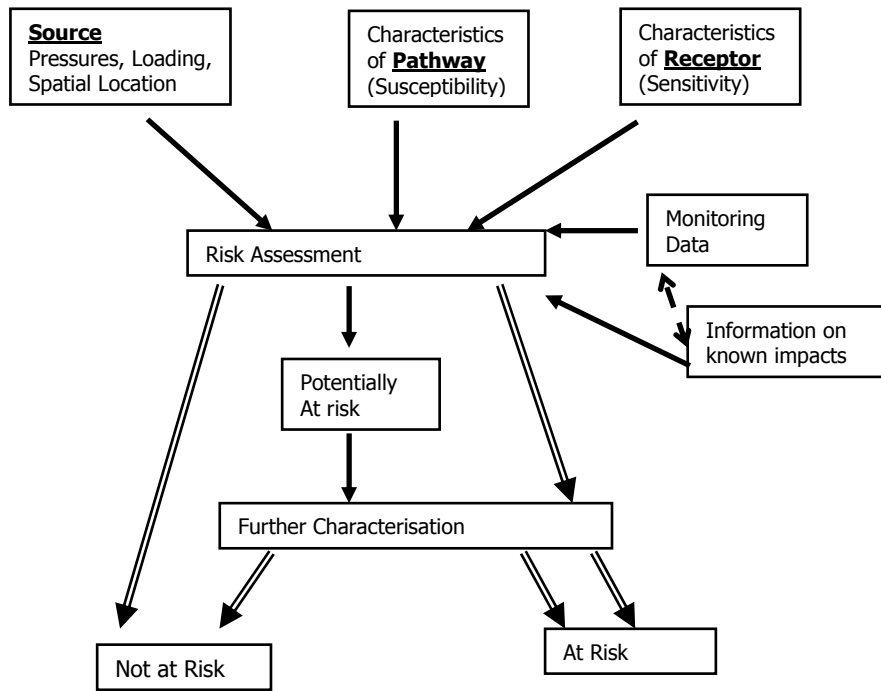 Source
Pressures, Loading,
Spatial Location
Characteristics
of Pathway
(Susceptibility)
Characteristics
of Receptor
(Sensitivity)
Monitoring
Data
Risk Assessment
Information on
known impacts
Potentially
At risk
Further Characterisation
Not at Risk
At Risk